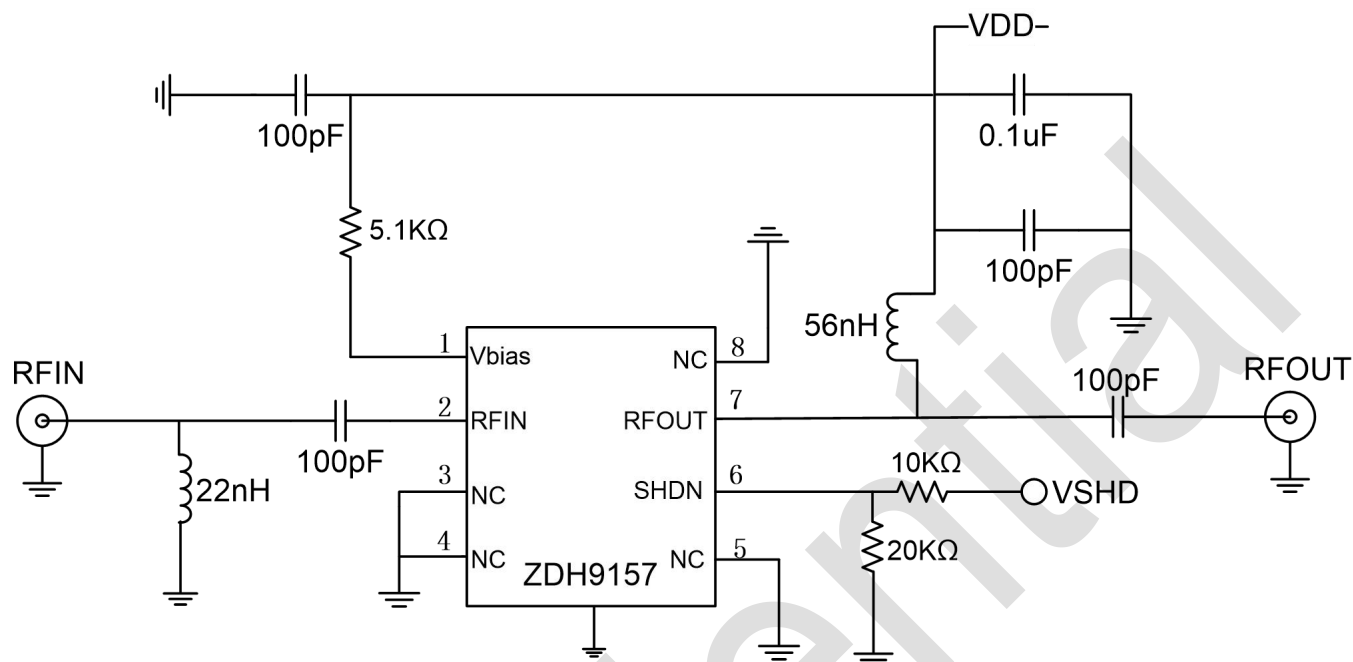 VDD
100pF
0.1uF
5.1KΩ
100pF
56nH
1
Vbias
NC
8
RFIN
100pF
RFOUT
2
RFIN
RFOUT
7
100pF
22nH
10KΩ
3
NC
SHDN
6
VSHD
4
NC
NC
5
20KΩ
ZDH9157
ential